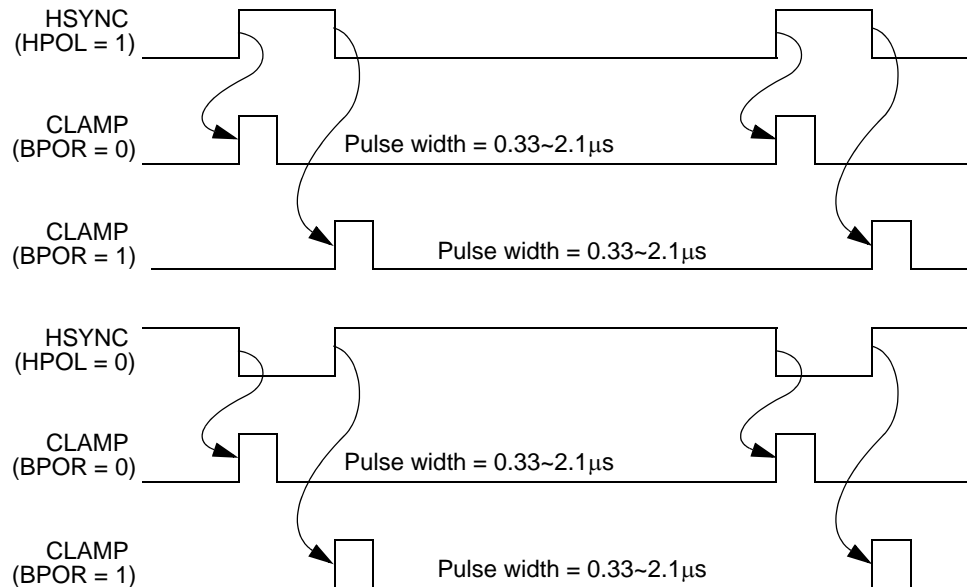 HSYNC
(HPOL = 1)
CLAMP
(BPOR = 0)
Pulse width = 0.33~2.1μs
CLAMP
(BPOR = 1)
Pulse width = 0.33~2.1μs
HSYNC
(HPOL = 0)
CLAMP
(BPOR = 0)
Pulse width = 0.33~2.1μs
CLAMP
(BPOR = 1)
Pulse width = 0.33~2.1μs